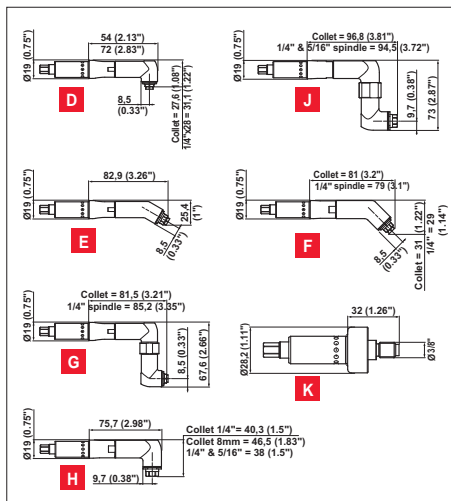 54 (2.13")
72 (2.83")
Ø19 (0.75")
8,5
(0.33")
Collet = 27,6 (1.08")
1/4"x28 = 31,1 (1.22")
D
Collet = 96,8 (3.81")
1/4" & 5/16" spindle = 94,5 (3.72")
Ø19 (0.75")
9,7 (0.38")
73 (2.87")
J
82,9 (3.26")
Ø19 (0.75")
25,4
(1")
8,5
(0.33")
E
Collet = 81 (3.2")
1/4" spindle = 79 (3.1")
Ø19 (0.75")
8,5
(0.33")
Collet = 31 (1.22")
1/4" = 29
(1.14")
F
Collet = 81,5 (3.21")
1/4" spindle = 85,2 (3.35")
Ø19 (0.75")
8,5 (0.33")
67,6 (2.66")
G
32 (1.26")
Ø28,2 (1.11")
Ø3/8"
K
75,7 (2.98")
Ø19 (0.75")
9,7 (0.38")
Collet 1/4"= 40,3 (1.5")
Collet 8mm = 46,5 (1.83")
1/4" & 5/16" = 38 (1.5")
H